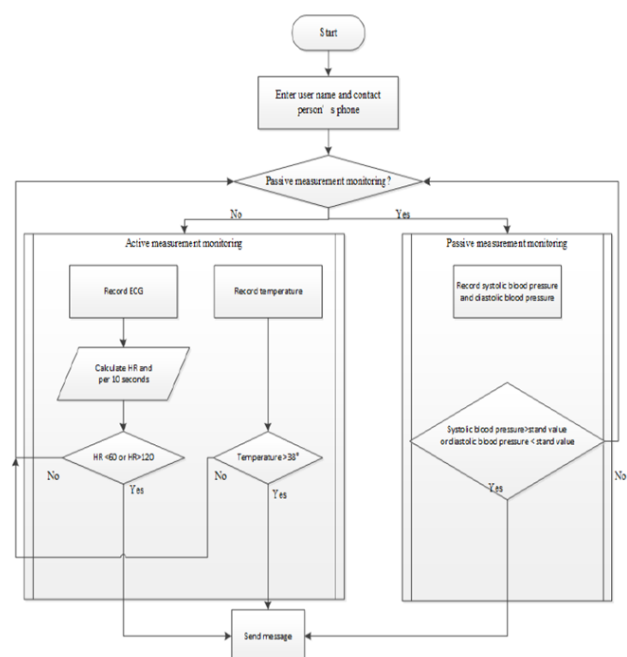 Start
Enter user name and contact
person' s phone
Passive measurement monitoring?
No
Yes
Active measurement monitoring
Record ECG
Record temperature
Calculate HR and
per 10 seconds
HR <60 or HR>120
No
Yes
Temperature >38°
No
Yes
Passive measurement monitoring
Record systolic blood pressure
and diastolic blood pressure
Systolic blood pressure>stand value
or diastolic blood pressure < stand value
Yes
No
Send message